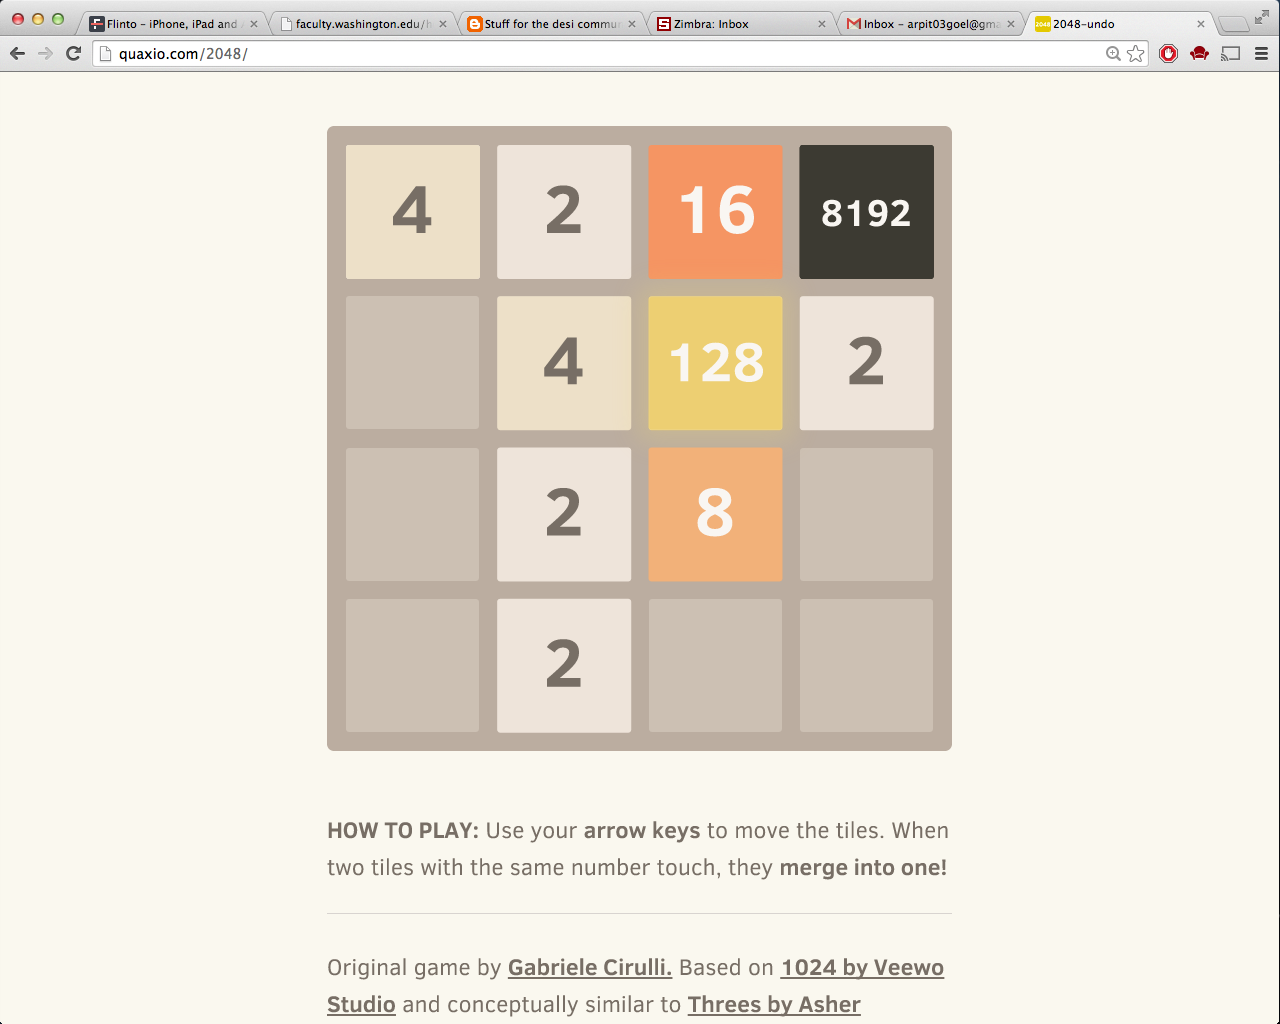 Flinto – iPhone, iPad and
faculty.washington.edu/
Stuff for the desi commu
Zimbra: Inbox
Inbox – arpit03goel@gm
2048-undo
quaxio.com/2048/
4 2 16 8192
4 128 2
2 8
2
HOW TO PLAY: Use your arrow keys to move the tiles. When
two tiles with the same number touch, they merge into one!
Original game by Gabriele Cirulli. Based on 1024 by Veewo
Studio and conceptually similar to Threes by Asher